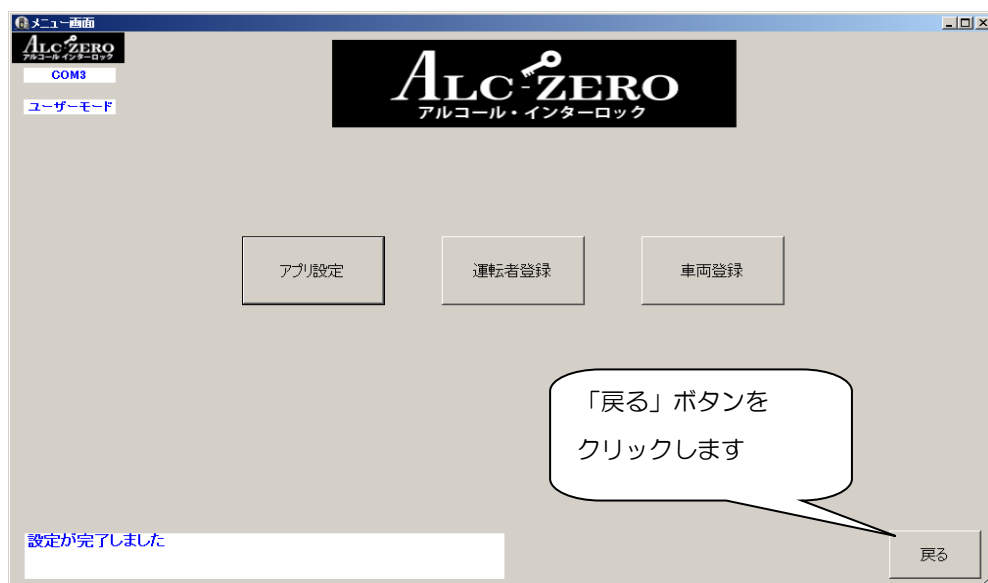 メニュー画面
ALC-ZERO
アルコール・インターロック
COM3
ユーザーモード
ALC-ZERO
アルコール・インターロック
アプリ設定
運転者登録
車両登録
「戻る」ボタンを
クリックします
設定が完了しました
戻る